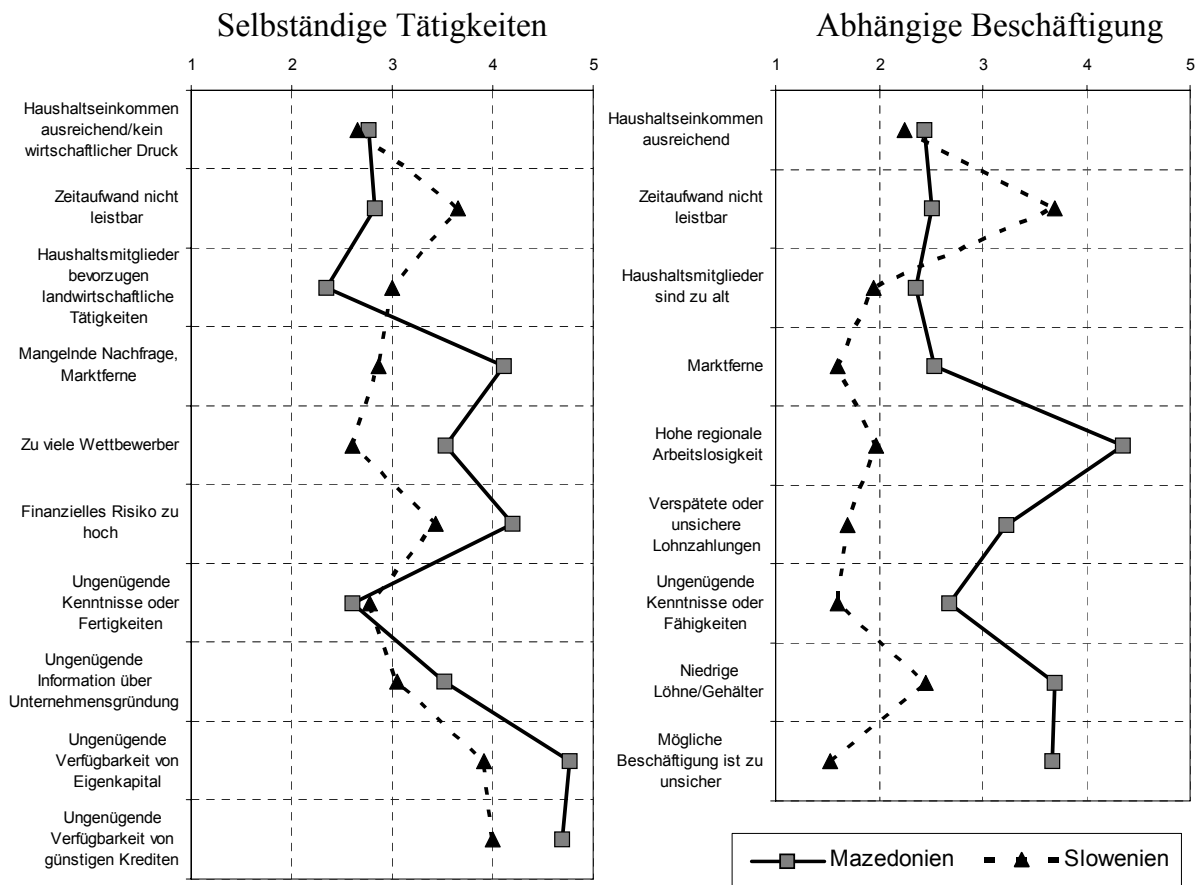 Selbständige Tätigkeiten
1 2 3 4 5
Haushaltseinkommen
ausreichend/kein
wirtschaftlicher Druck
Zeitaufwand nicht
leistbar
Haushaltsmitglieder
bevorzugen
landwirtschaftliche
Tätigkeiten
Mangelnde Nachfrage,
Marktferne
Zu viele Wettbewerber
Finanzielles Risiko zu
hoch
Ungenügende
Kenntnisse oder
Fertigkeiten
Ungenügende
Information über
Unternehmensgründung
Ungenügende
Verfügbarkeit von
Eigenkapital
Ungenügende
Verfügbarkeit von
günstigen Krediten
Abhängige Beschäftigung
1 2 3 4 5
Haushaltseinkommen
ausreichend
Zeitaufwand nicht
leistbar
Haushaltsmitglieder
sind zu alt
Marktferne
Hohe regionale
Arbeitslosigkeit
Verspätete oder
unsichere
Lohnzahlungen
Ungenügende
Kenntnisse oder
Fähigkeiten
Niedrige
Löhne/Gehälter
Mögliche
Beschäftigung ist zu
unsicher
Mazedonien Slowenien